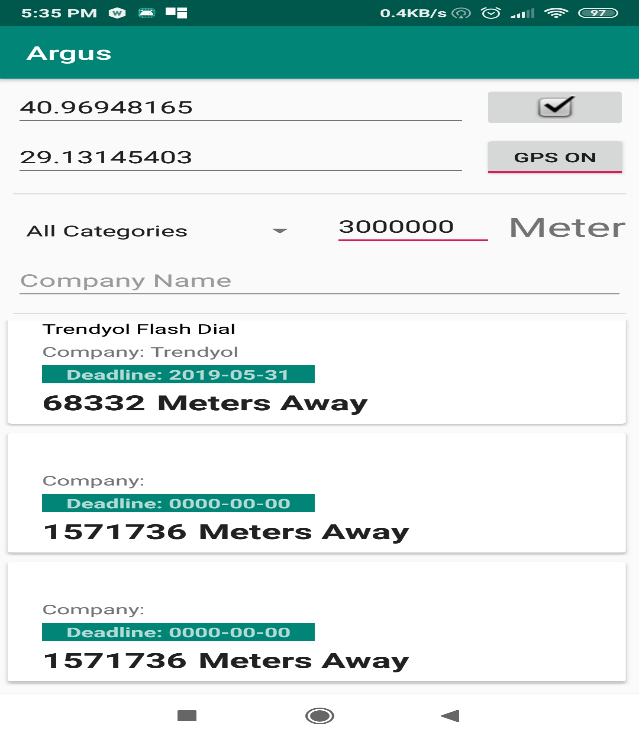 5:35 PM 0.4KB/s 97
Argus
40.96948165
29.13145403
GPS ON
All Categories
3000000
Meter
Company Name
Trendyol Flash Dial
Company: Trendyol
Deadline: 2019-05-31
68332 Meters Away
Company:
Deadline: 0000-00-00
1571736 Meters Away
Company:
Deadline: 0000-00-00
1571736 Meters Away